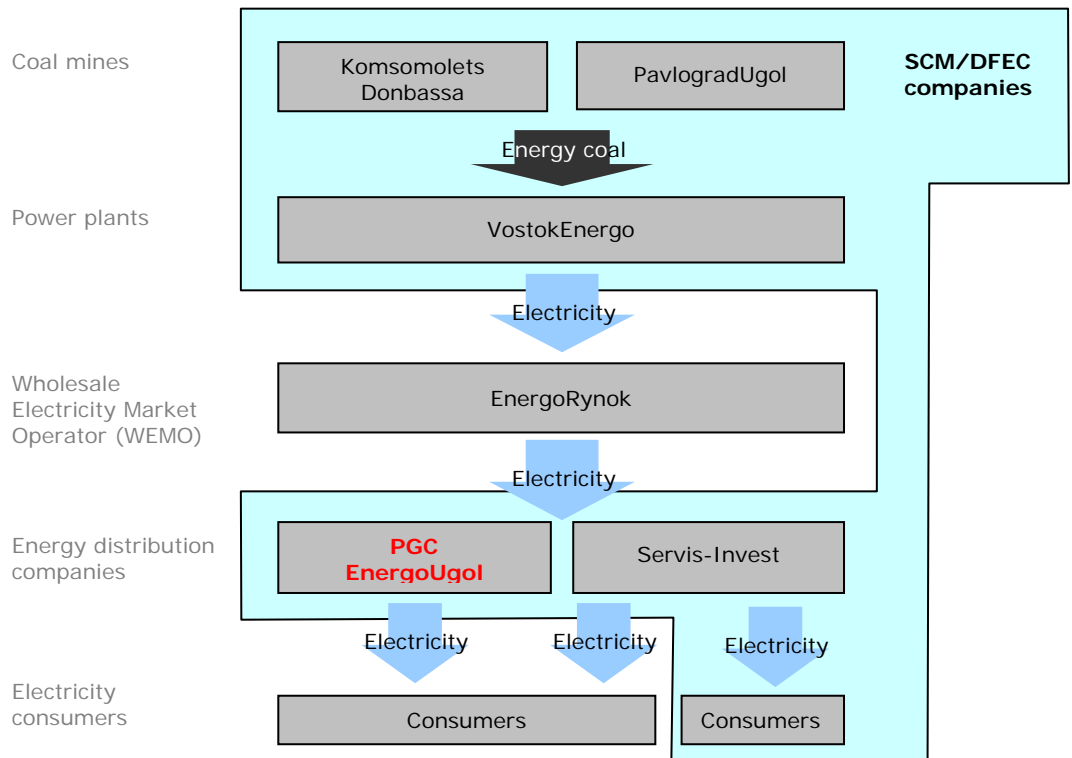 Coal mines
Komsomolets
Donbassa
PavlogradUgol
SCM/DFEC
companies
Energy coal
Power plants
VostokEnergo
Electricity
Wholesale
Electricity Market
Operator (WEMO)
EnergoRynok
Electricity
Energy distribution
companies
PGC
EnergoUgol
Servis-Invest
Electricity
Electricity
Electricity
Electricity
consumers
Consumers
Consumers